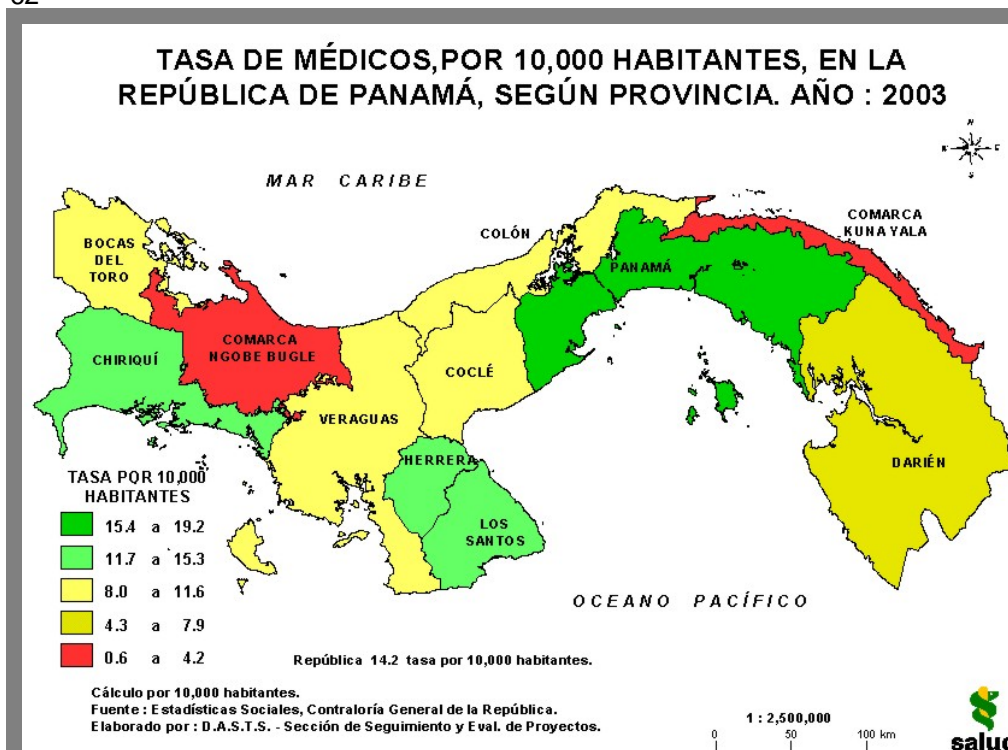 TASA DE MÉDICOS,POR 10,000 HABITANTES, EN LA
REPÚBLICA DE PANAMÁ, SEGÚN PROVINCIA. AÑO : 2003
N
E
S
MAR CARIBE
COMARCA
KUNA YALA
COLÓN
BOCAS
DEL
TORO
PANAMÁ
COMARCA
NGOBE BUGLE
CHIRIQUÍ
COCLÉ
VERAGUAS
HERRERA
DARIÉN
LOS
SANTOS
TASA POR 10,000
HABITANTES
15.4 a 19.2
11.7 a 15.3
8.0 a 11.6
4.3 a 7.9
0.6 a 4.2
OCEANO PACÍFICO
República 14.2 tasa por 10,000 habitantes.
Cálculo por 10,000 habitantes.
Fuente : Estadísticas Sociales, Contraloría General de la República.
Elaborado por : D.A.S.T.S. - Sección de Seguimiento y Eval. de Proyectos.
1 : 2,500,000
0 50 100 km
salud